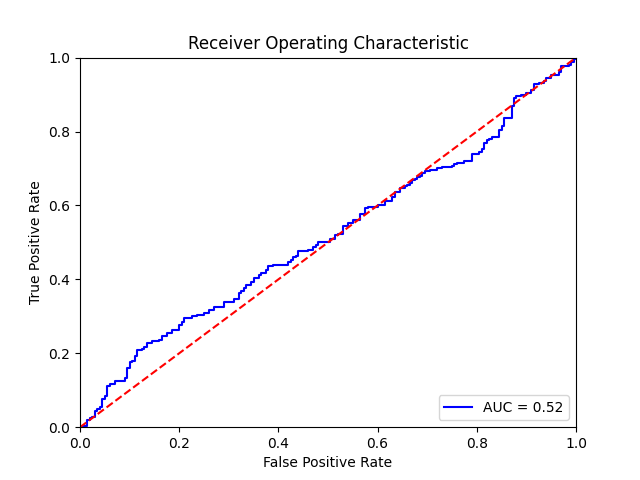 Receiver Operating Characteristic
True Positive Rate
1.0
0.8
0.6
0.4
0.2
0.0
AUC = 0.52
0.0 0.2 0.4 0.6 0.8 1.0
False Positive Rate